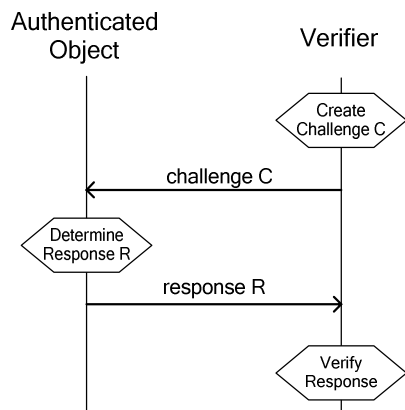 Authenticated
Object
Verifier
Create
Challenge C
challenge C
Determine
Response R
response R
Verify
Response